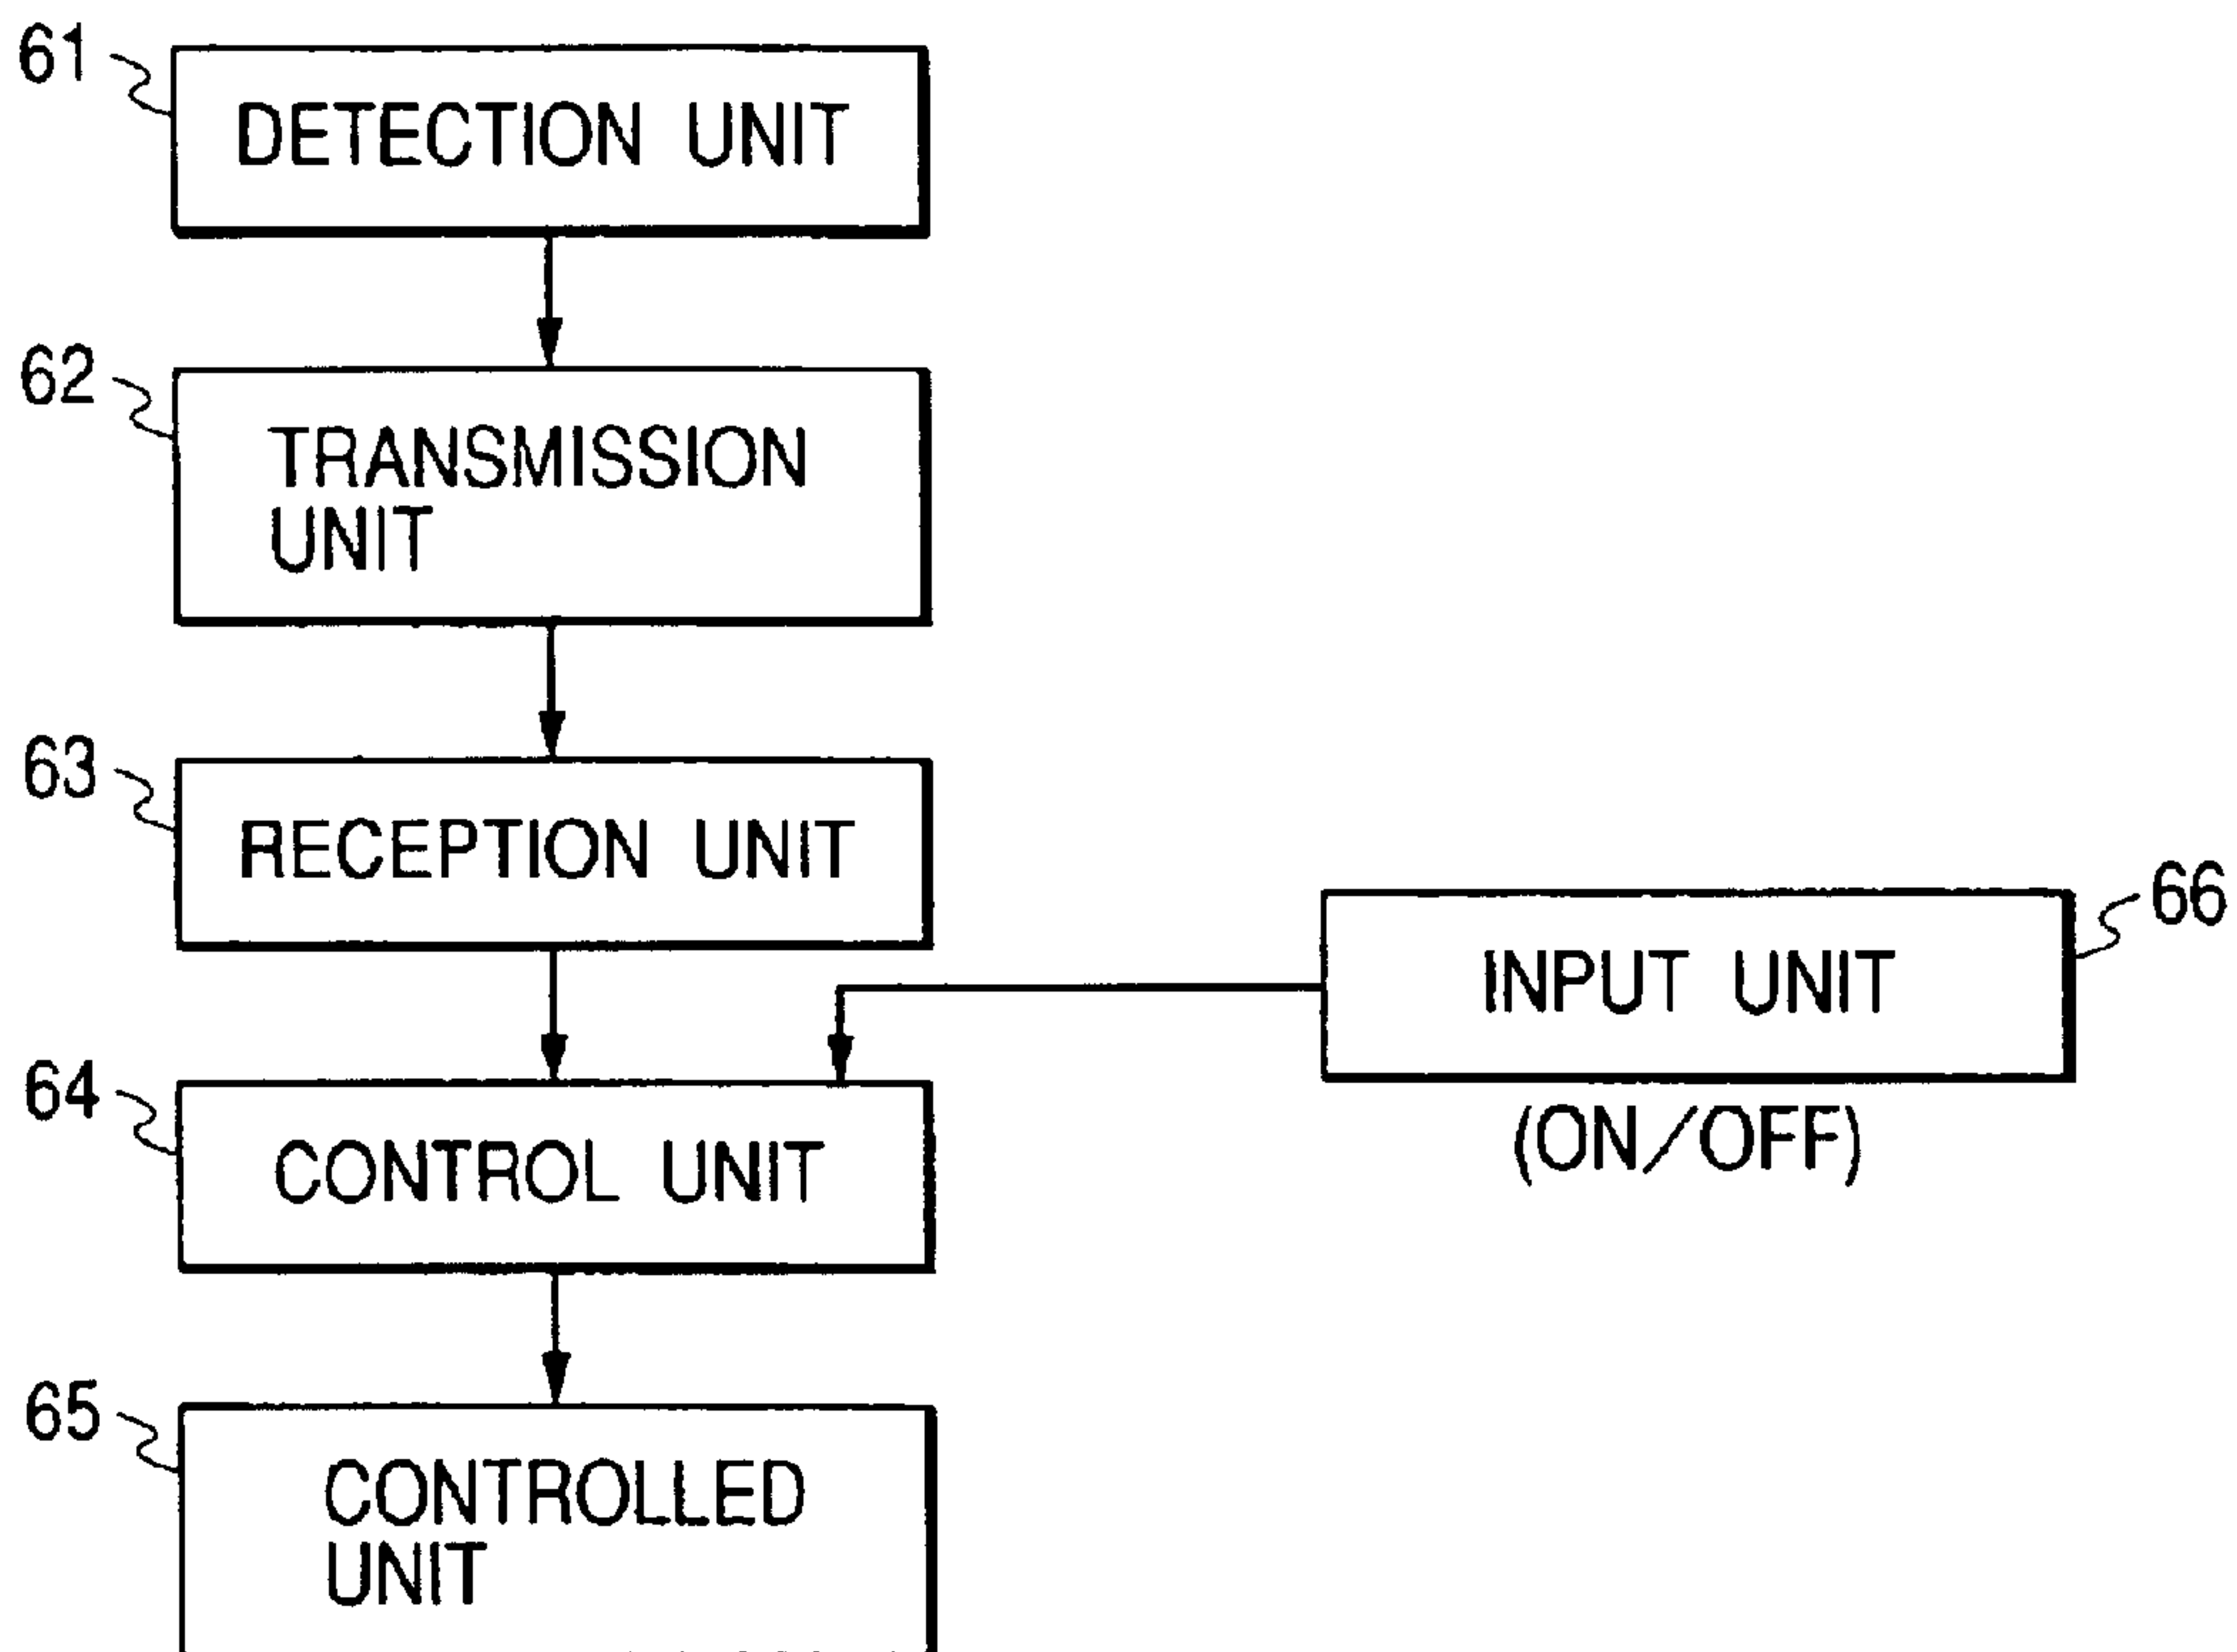 61
DETECTION UNIT
62
TRANSMISSION
UNIT
63
RECEPTION UNIT
66
INPUT UNIT
(ON/OFF)
64
CONTROL UNIT
65
CONTROLLED
UNIT